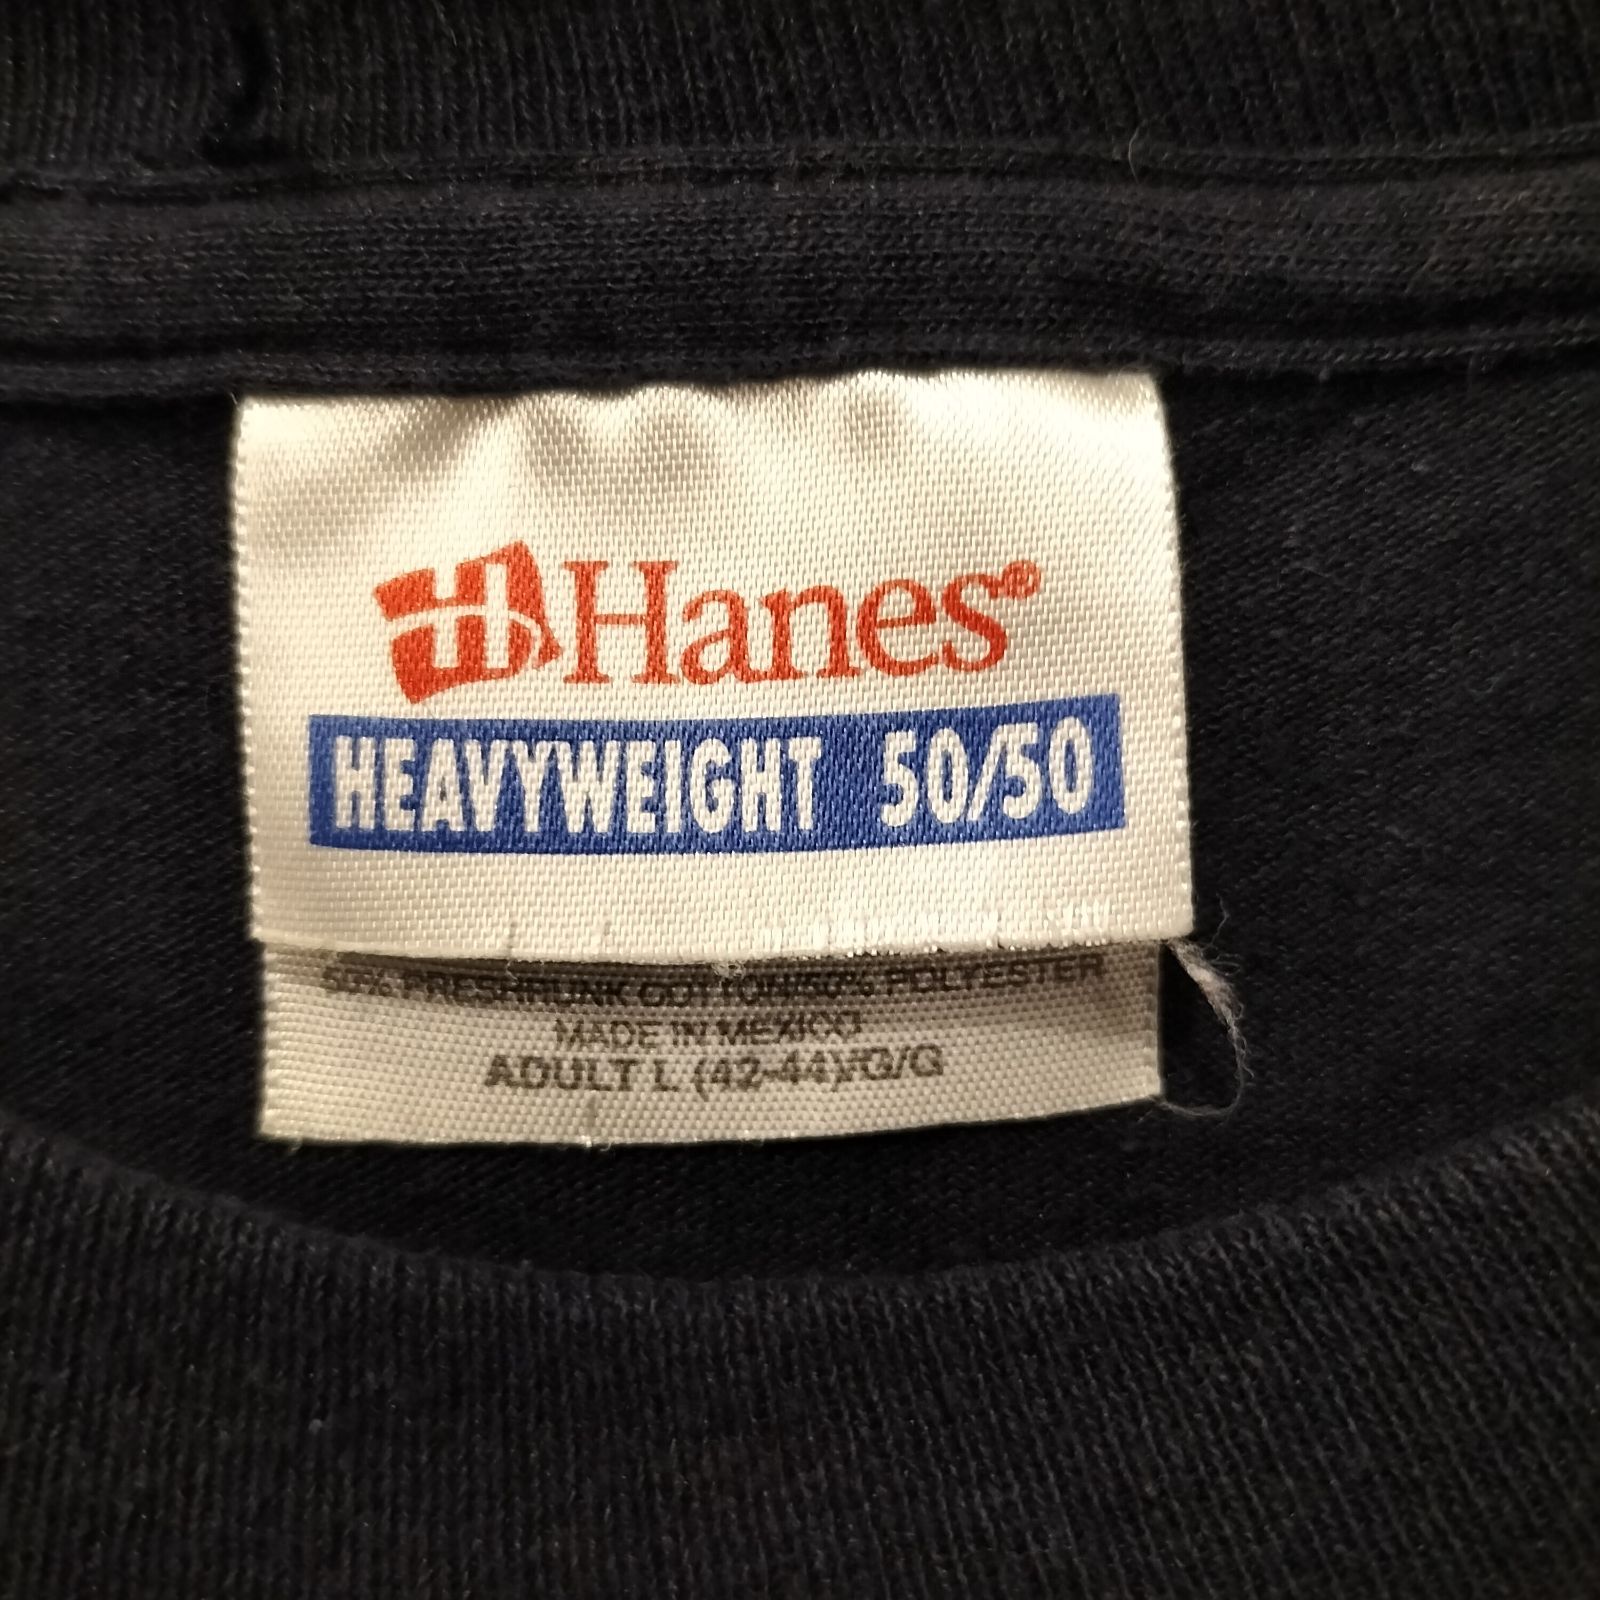 H Hanes®
HEAVYWEIGHT 50/50
50% PRESHRUNK COTTON/50% POLYESTER
MADE IN MEXICO
ADULT L (42-44)/G/G